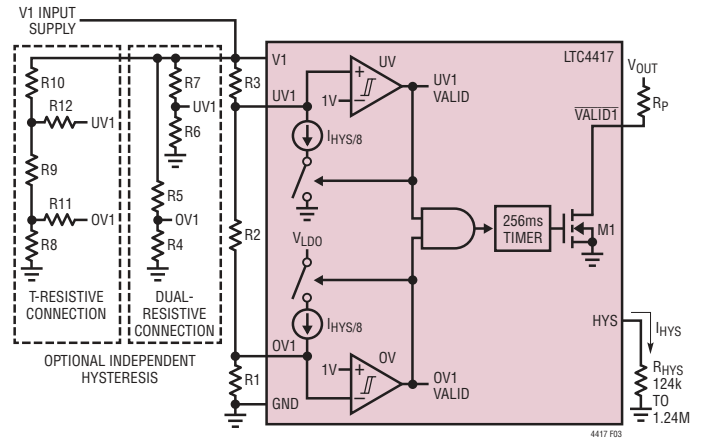 V1 INPUT
SUPPLY
R10
R12
UV1
R9
R11
OV1
R8
T-RESISTIVE
CONNECTION
R7
UV1
R6
R5
OV1
R4
DUAL-
RESISTIVE
CONNECTION
OPTIONAL INDEPENDENT
HYSTERESIS
R3
R2
R1
V1
UV1
OV1
GND
LTC4417
UV
1V
+
–
UV1
VALID
IHYS/8
VLDO
IHYS/8
OV
1V
+
–
OV1
VALID
256ms
TIMER
M1
VALID1
VOUT
RP
HYS
IHYS
RHYS
124k
TO
1.24M
4417 F03